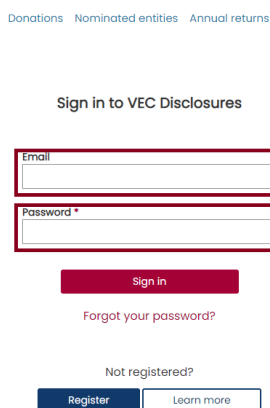 Donations Nominated entities Annual returns
Sign in to VEC Disclosures
Email
Password *
Sign in
Forgot your password?
Not registered?
Register Learn more